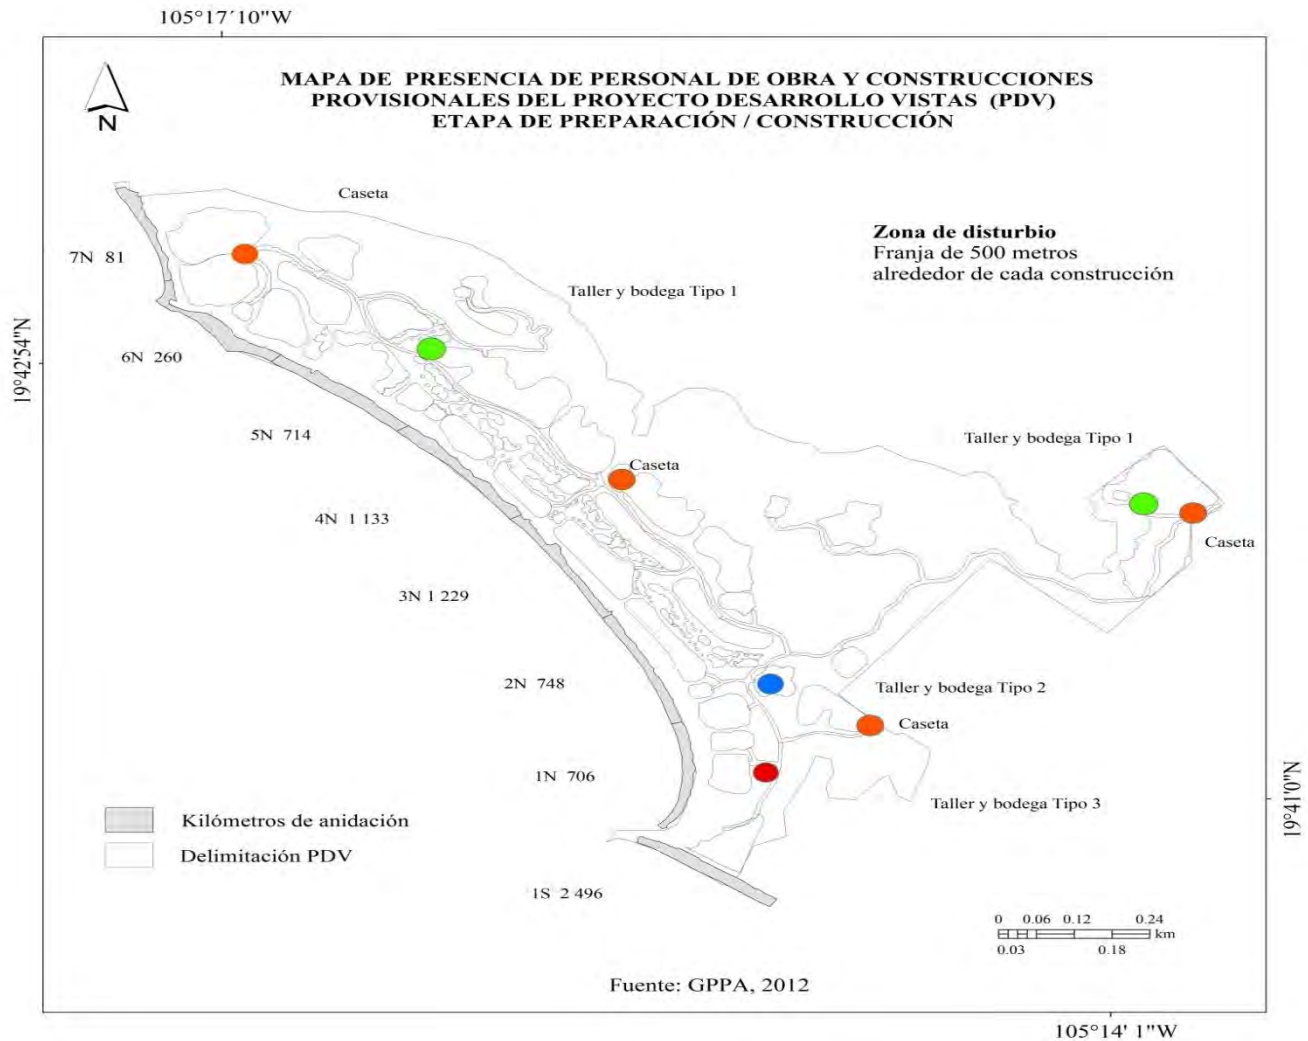 105°17´10"W
MAPA DE PRESENCIA DE PERSONAL DE OBRA Y CONSTRUCCIONES
PROVISIONALES DEL PROYECTO DESARROLLO VISTAS (PDV)
ETAPA DE PREPARACIÓN / CONSTRUCCIÓN
N
Caseta
Zona de disturbio
Franja de 500 metros
alrededor de cada construcción
7N 81
Taller y bodega Tipo 1
19°42'54"N
6N 260
5N 714
Taller y bodega Tipo 1
Caseta
4N 1 133
Caseta
3N 1 229
2N 748
Taller y bodega Tipo 2
Caseta
1N 706
19°41'0"N
Taller y bodega Tipo 3
Kilómetros de anidación
Delimitación PDV
1S 2 496
0 0.06 0.12 0.24
km
0.03 0.18
Fuente: GPPA, 2012
105°14' 1"W